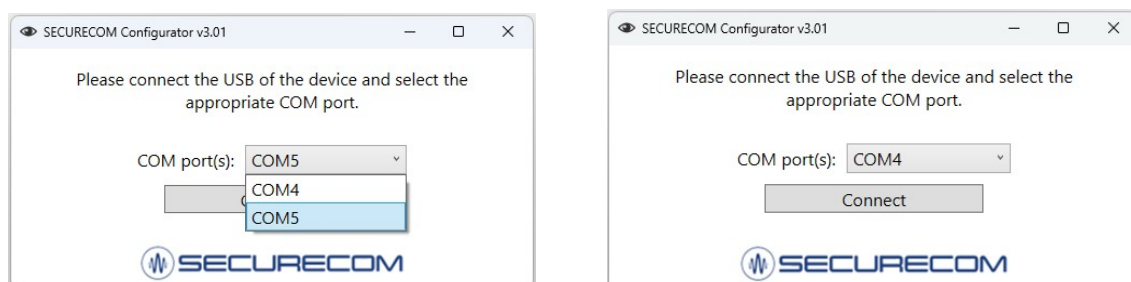 SECURECOM Configurator v3.01
Please connect the USB of the device and select the
appropriate COM port.
COM port(s): COM5
COM4
COM5
SECURECOM
SECURECOM Configurator v3.01
Please connect the USB of the device and select the
appropriate COM port.
COM port(s): COM4
Connect
SECURECOM